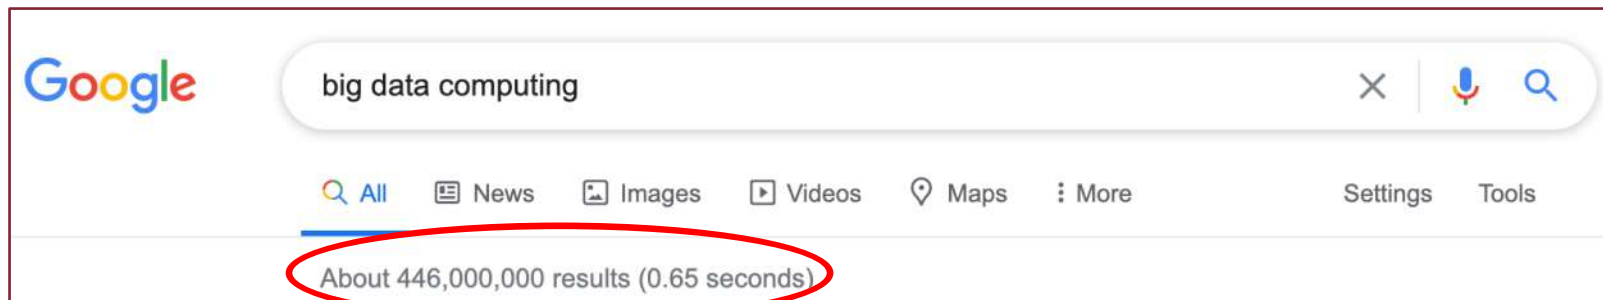 Google big data computing
All News Images Videos Maps More Settings Tools
About 446,000,000 results (0.65 seconds)